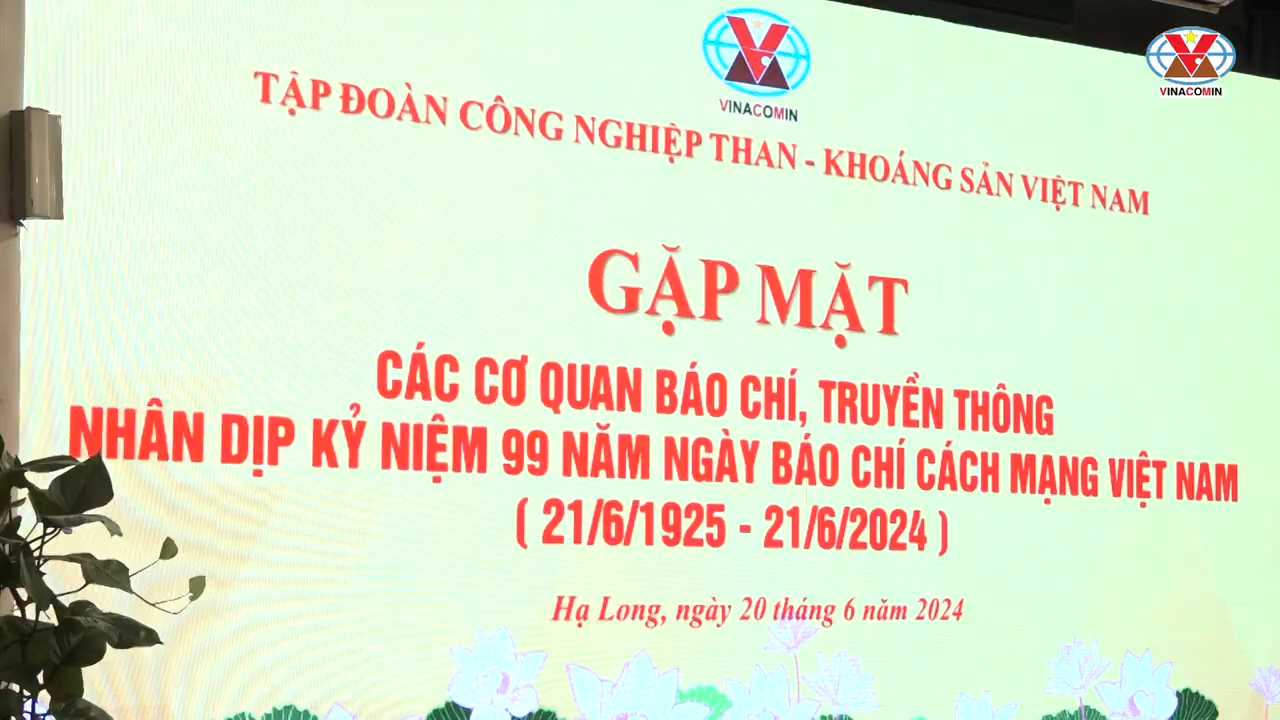 VINACOMIN
VINACOMIN
TẬP ĐOÀN CÔNG NGHIỆP THAN - KHOÁNG SẢN VIỆT NAM
GẶP MẶT
CÁC CƠ QUAN BÁO CHÍ, TRUYỀN THÔNG
NHÂN DỊP KỶ NIỆM 99 NĂM NGÀY BÁO CHÍ CÁCH MẠNG VIỆT NAM
( 21/6/1925 - 21/6/2024 )
Hạ Long, ngày 20 tháng 6 năm 2024